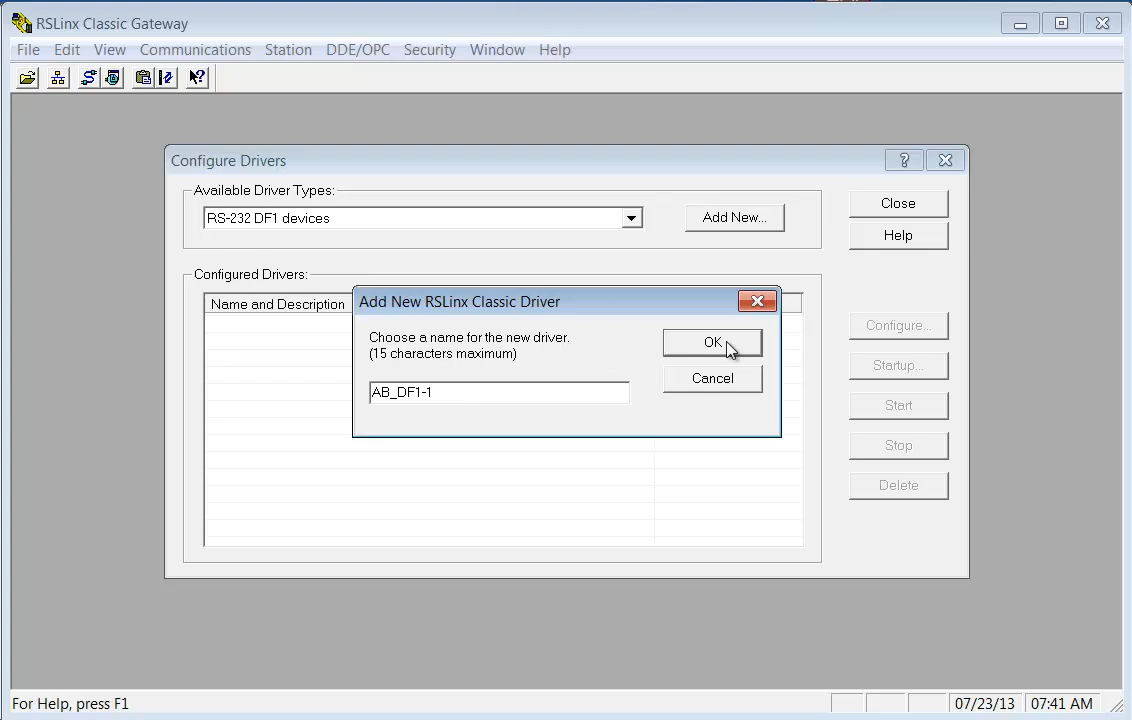 RSLinx Classic Gateway
File Edit View Communications Station DDE/OPC Security Window Help
Configure Drivers
Available Driver Types:
RS-232 DF1 devices
Add New...
Close
Help
Configured Drivers:
Name and Description
Add New RSLinx Classic Driver
Choose a name for the new driver.
(15 characters maximum)
OK
Cancel
AB_DF1-1
Configure...
Startup...
Start
Stop
Delete
For Help, press F1
07/23/13 07:41 AM